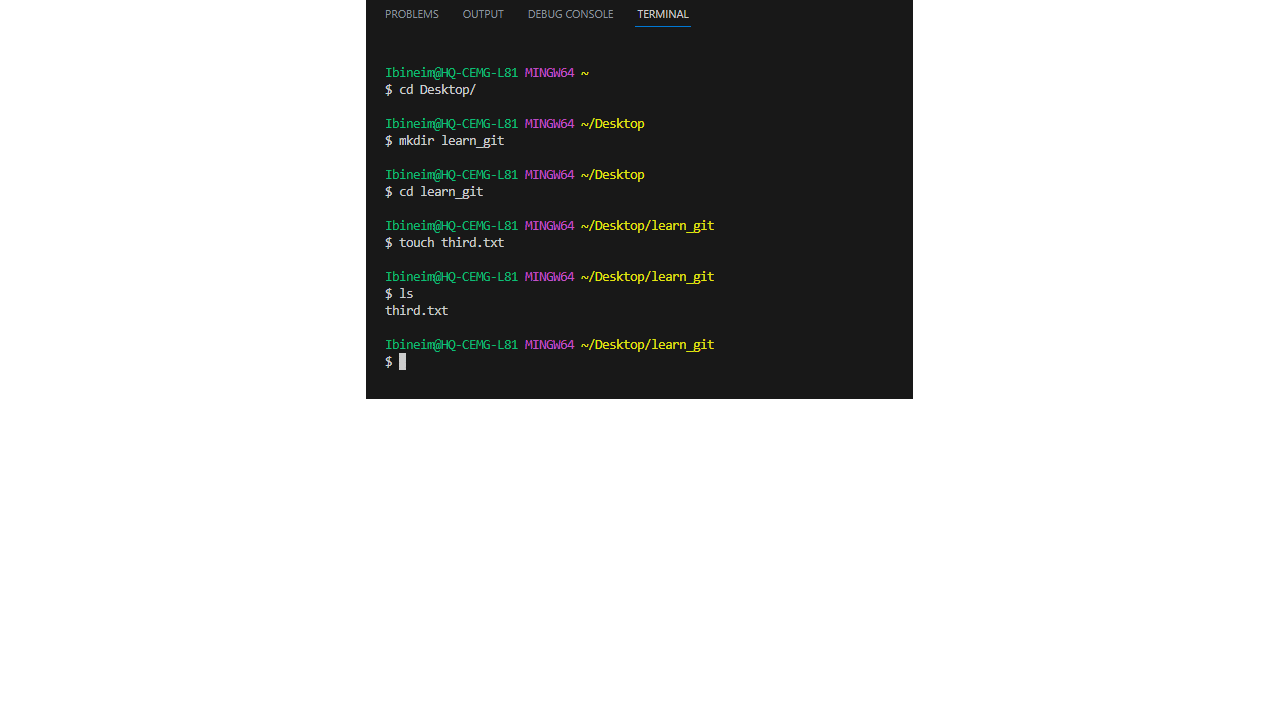 PROBLEMS OUTPUT DEBUG CONSOLE TERMINAL
Ibineim@HQ-CEMG-L81 MINGW64 ~
$ cd Desktop/
Ibineim@HQ-CEMG-L81 MINGW64 ~/Desktop
$ mkdir learn_git
Ibineim@HQ-CEMG-L81 MINGW64 ~/Desktop
$ cd learn_git
Ibineim@HQ-CEMG-L81 MINGW64 ~/Desktop/learn_git
$ touch third.txt
Ibineim@HQ-CEMG-L81 MINGW64 ~/Desktop/learn_git
$ ls
third.txt
Ibineim@HQ-CEMG-L81 MINGW64 ~/Desktop/learn_git
$